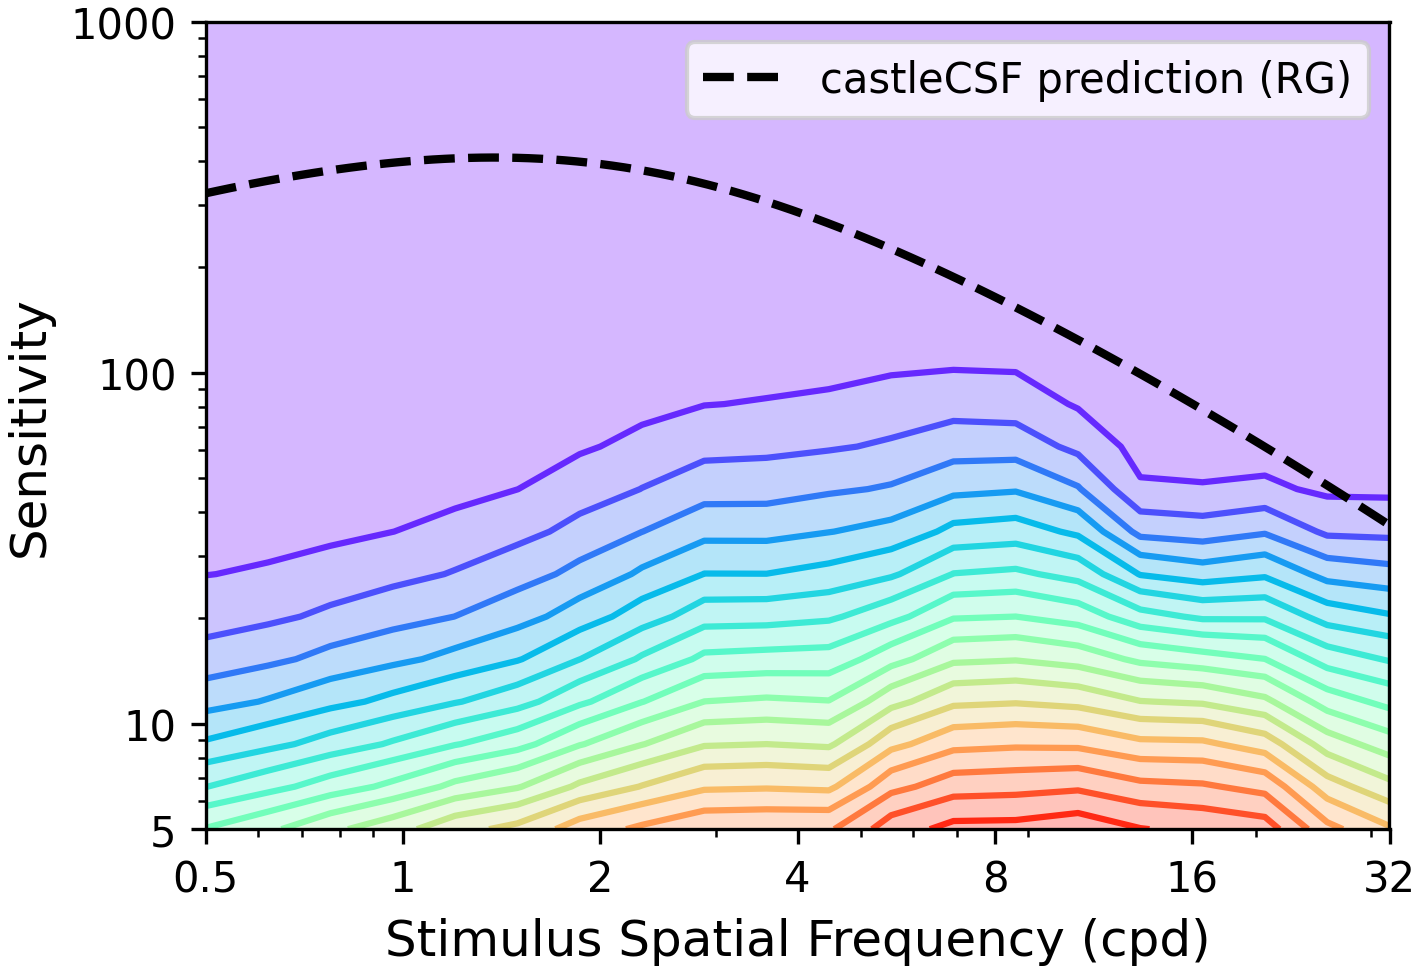 1000
castleCSF prediction (RG)
100
Sensitivity
10
5
0.5 1 2 4 8 16 32
Stimulus Spatial Frequency (cpd)